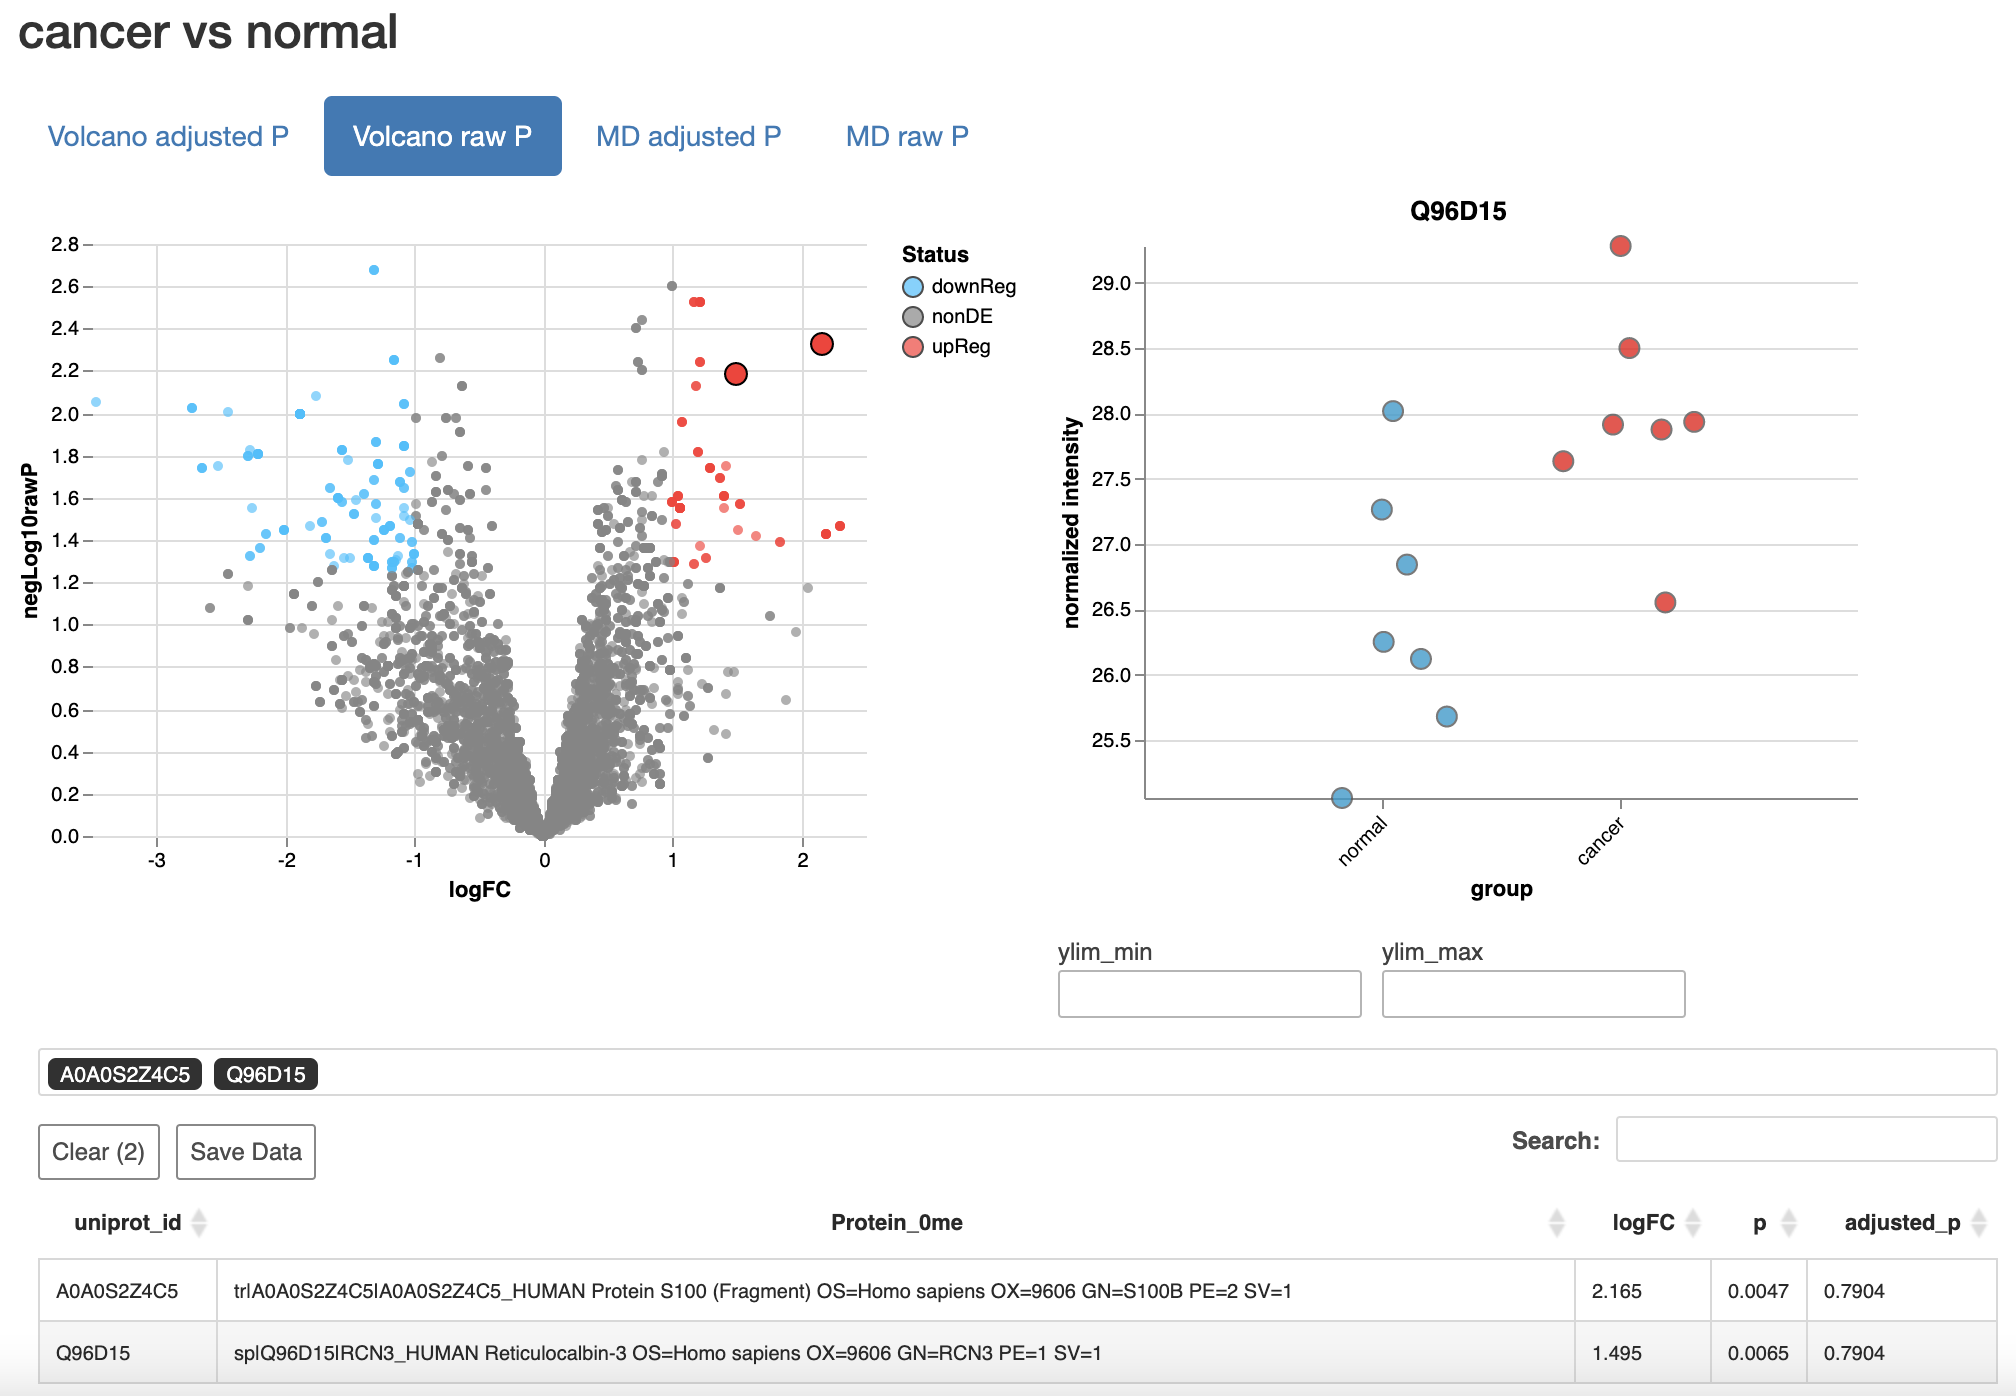 cancer vs normal
Volcano adjusted P
Volcano raw P
MD adjusted P
MD raw P
2.8
2.6
2.4
2.2
2.0
1.8
1.6
1.4
1.2
1.0
0.8
0.6
0.4
0.2
0.0
negLog10rawP
-3
-2
-1
0
1
2
logFC
Status
downReg
nonDE
upReg
Q96D15
29.0
28.5
28.0
27.5
27.0
26.5
26.0
25.5
normalized intensity
normal
cancer
group
ylim_min
ylim_max
A0A0S2Z4C5 Q96D15
Clear (2)
Save Data
Search:
uniprot_id Protein_0me logFC p adjusted_p
A0A0S2Z4C5 tr|A0A0S2Z4C5|A0A0S2Z4C5_HUMAN Protein S100 (Fragment) OS=Homo sapiens OX=9606 GN=S100B PE=2 SV=1 2.165 0.0047 0.7904
Q96D15 sp|Q96D15|RCN3_HUMAN Reticulocalbin-3 OS=Homo sapiens OX=9606 GN=RCN3 PE=1 SV=1 1.495 0.0065 0.7904